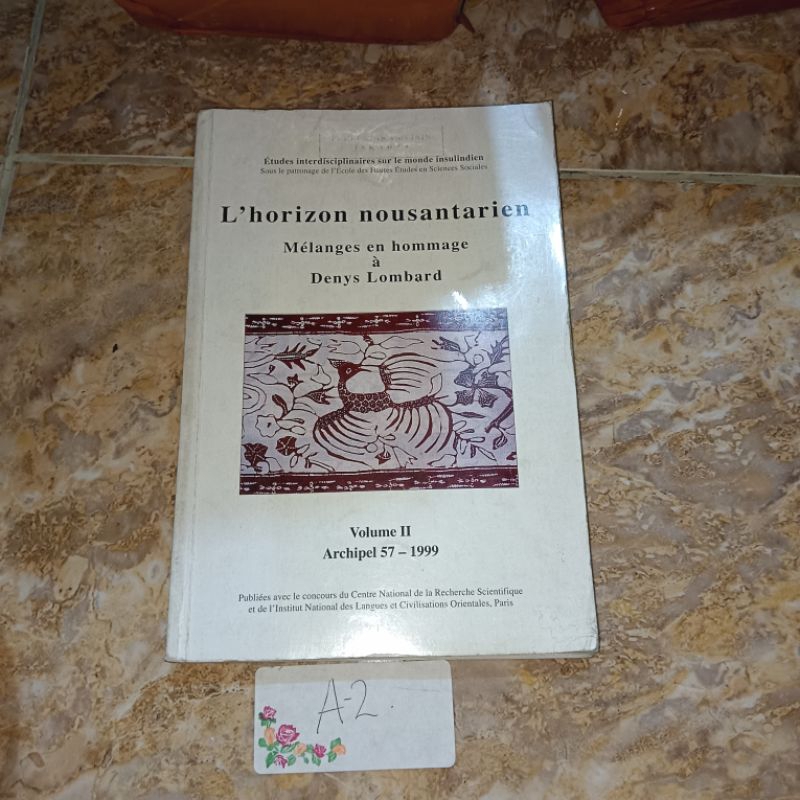 Études interdisciplinaires sur le monde insulindien
Sous le patronage de l'École des Hautes Études en Sciences Sociales
L'horizon nousantarien
Mélanges en hommage
à
Denys Lombard
Volume II
Archipel 57 – 1999
Publiées avec le concours du Centre National de la Recherche Scientifique
et de l'Institut National des Langues et Civilisations Orientales, Paris
A-2